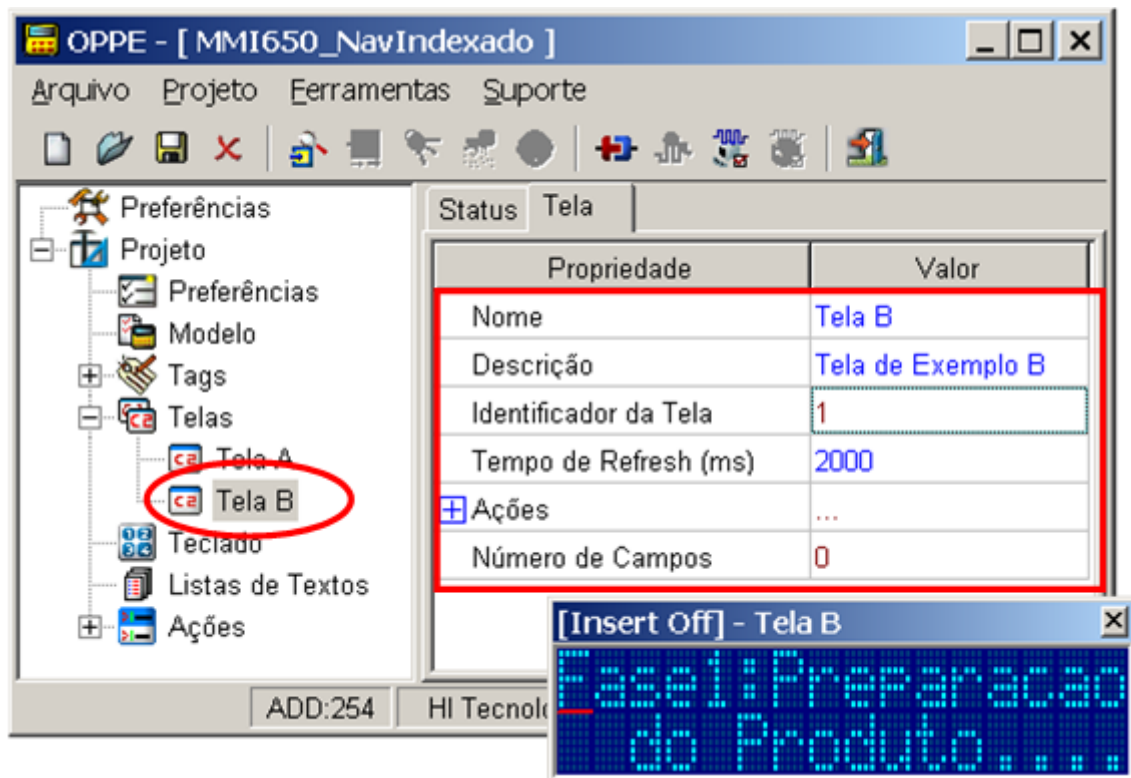 OPPE - [ MMI650_NavIndexado ]
Arquivo Projeto Ferramentas Suporte
Preferências
Projeto
Preferências
Modelo
Tags
Telas
Tela A
Tela B
Teclado
Listas de Textos
Ações
Status Tela
Propriedade Valor
Nome Tela B
Descrição Tela de Exemplo B
Identificador da Tela 1
Tempo de Refresh (ms) 2000
Ações ...
Número de Campos 0
ADD:254 HI Tecnolo
[Insert Off] - Tela B
Fase1:Preparacao
do Produto....